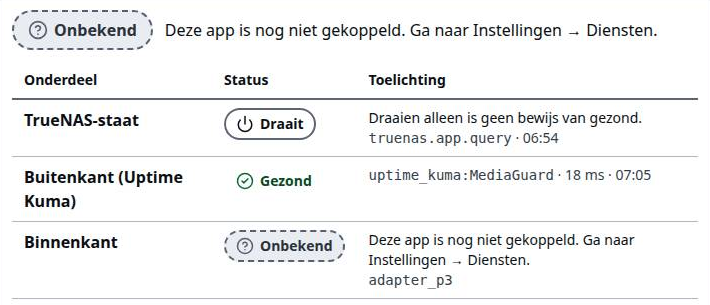 Onbekend Deze app is nog niet gekoppeld. Ga naar Instellingen → Diensten.
Onderdeel Status Toelichting
TrueNAS-staat Draait Draaien alleen is geen bewijs van gezond.
truenas.app.query · 06:54
Buitenkant (Uptime Kuma) Gezond uptime_kuma:MediaGuard · 18 ms · 07:05
Binnenkant Onbekend Deze app is nog niet gekoppeld. Ga naar
Instellingen → Diensten.
adapter_p3